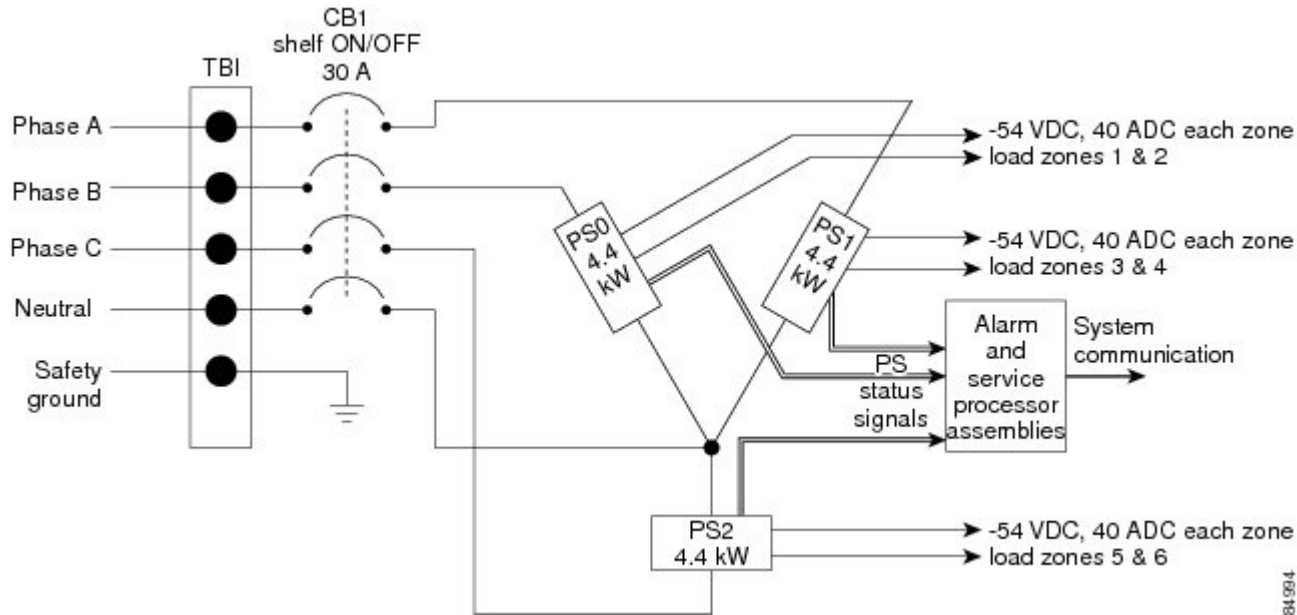 CB1
shelf ON/OFF
30 A
TBI
Phase A
Phase B
Phase C
Neutral
Safety
ground
PS0
4.4
kW
PS1
4.4
kW
-54 VDC, 40 ADC each zone
load zones 1 & 2
-54 VDC, 40 ADC each zone
load zones 3 & 4
Alarm
and
service
processor
assemblies
System
communication
PS
status
signals
PS2
4.4 kW
-54 VDC, 40 ADC each zone
load zones 5 & 6
84994